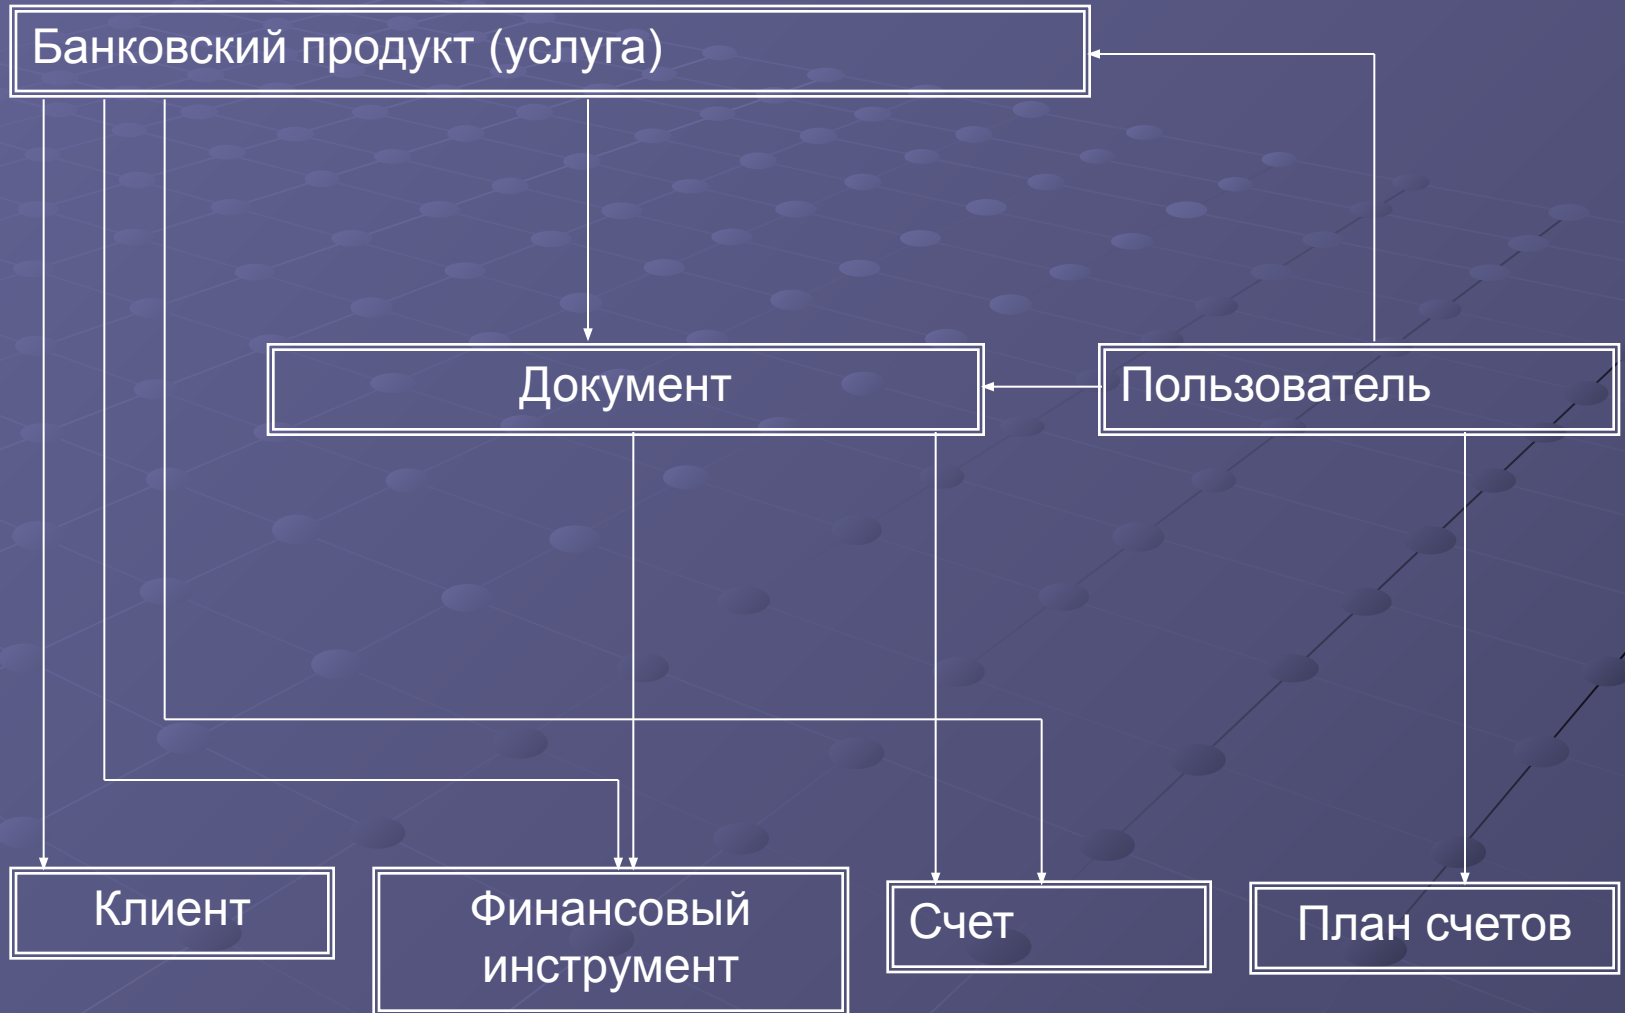 Банковский продукт (услуга)
Документ
Пользователь
Клиент
Финансовый
инструмент
Счет
План счетов